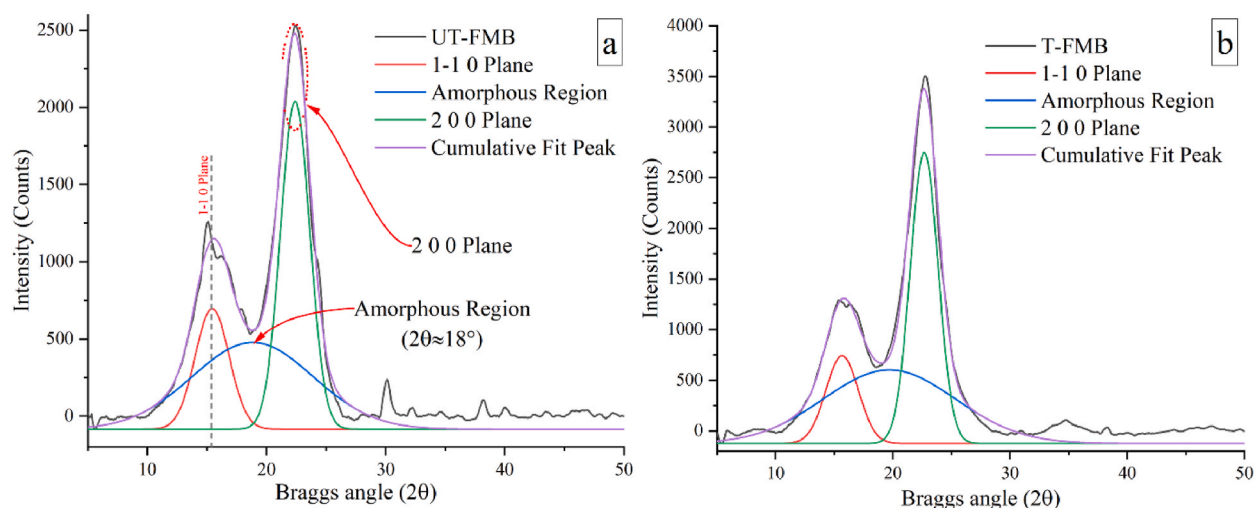 a
UT-FMB
1-1 0 Plane
Amorphous Region
2 0 0 Plane
Cumulative Fit Peak
1-1 0 Plane
2 0 0 Plane
Amorphous Region
(2θ≈18°)
2500
2000
1500
1000
500
0
Intensity (Counts)
10
20
30
40
50
Braggs angle (2θ)
b
T-FMB
1-1 0 Plane
Amorphous Region
2 0 0 Plane
Cumulative Fit Peak
4000
3500
3000
2500
2000
1500
1000
500
0
Intensity (Counts)
10
20
30
40
50
Braggs angle (2θ)